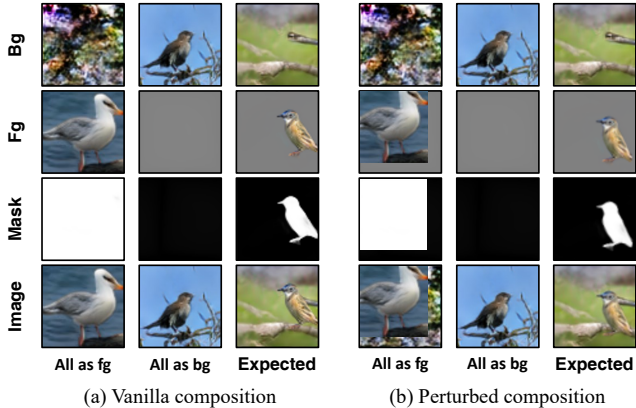 Bg
Fg
Mask
Image
All as fg All as bg Expected All as fg All as bg Expected
(a) Vanilla composition (b) Perturbed composition